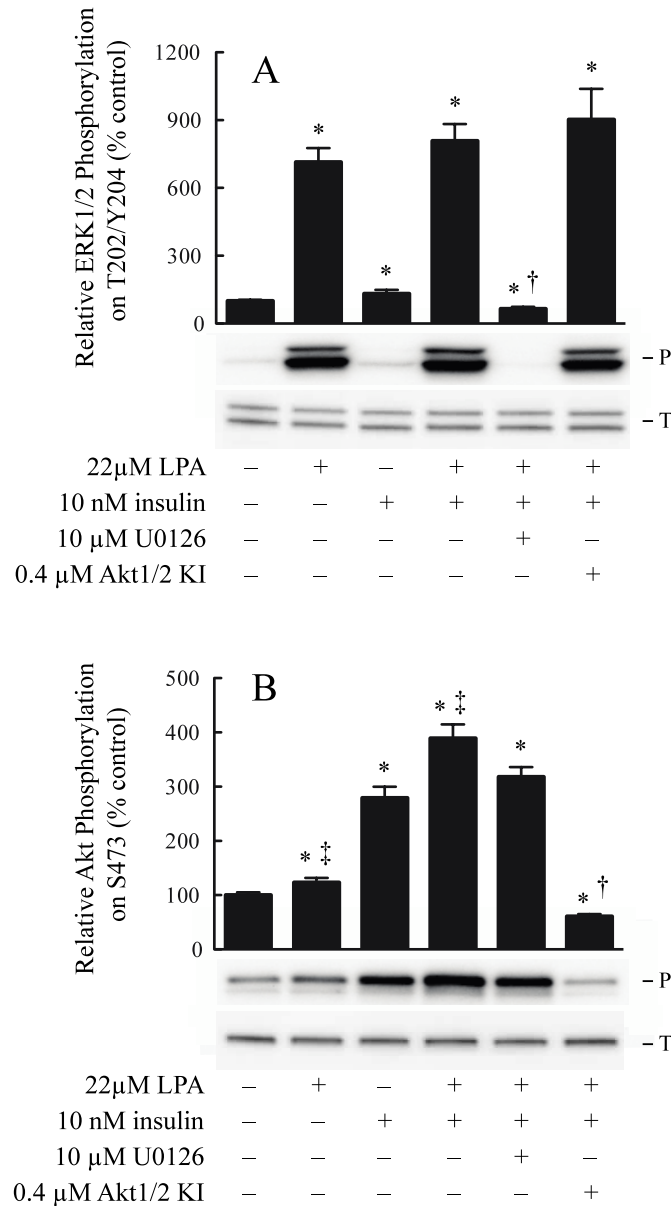 Relative ERK1/2 Phosphorylation
on T202/Y204 (% control)
A
1200
900
600
300
0
*
*
*
* †
*
– P
– T
22µM LPA – + – + + +
10 nM insulin – – + + + +
10 µM U0126 – – – – + –
0.4 µM Akt1/2 KI – – – – – +
Relative Akt Phosphorylation
on S473 (% control)
B
500
400
300
200
100
0
* ‡
*
* ‡
*
* †
– P
– T
22µM LPA – + – + + +
10 nM insulin – – + + + +
10 µM U0126 – – – – + –
0.4 µM Akt1/2 KI – – – – – +